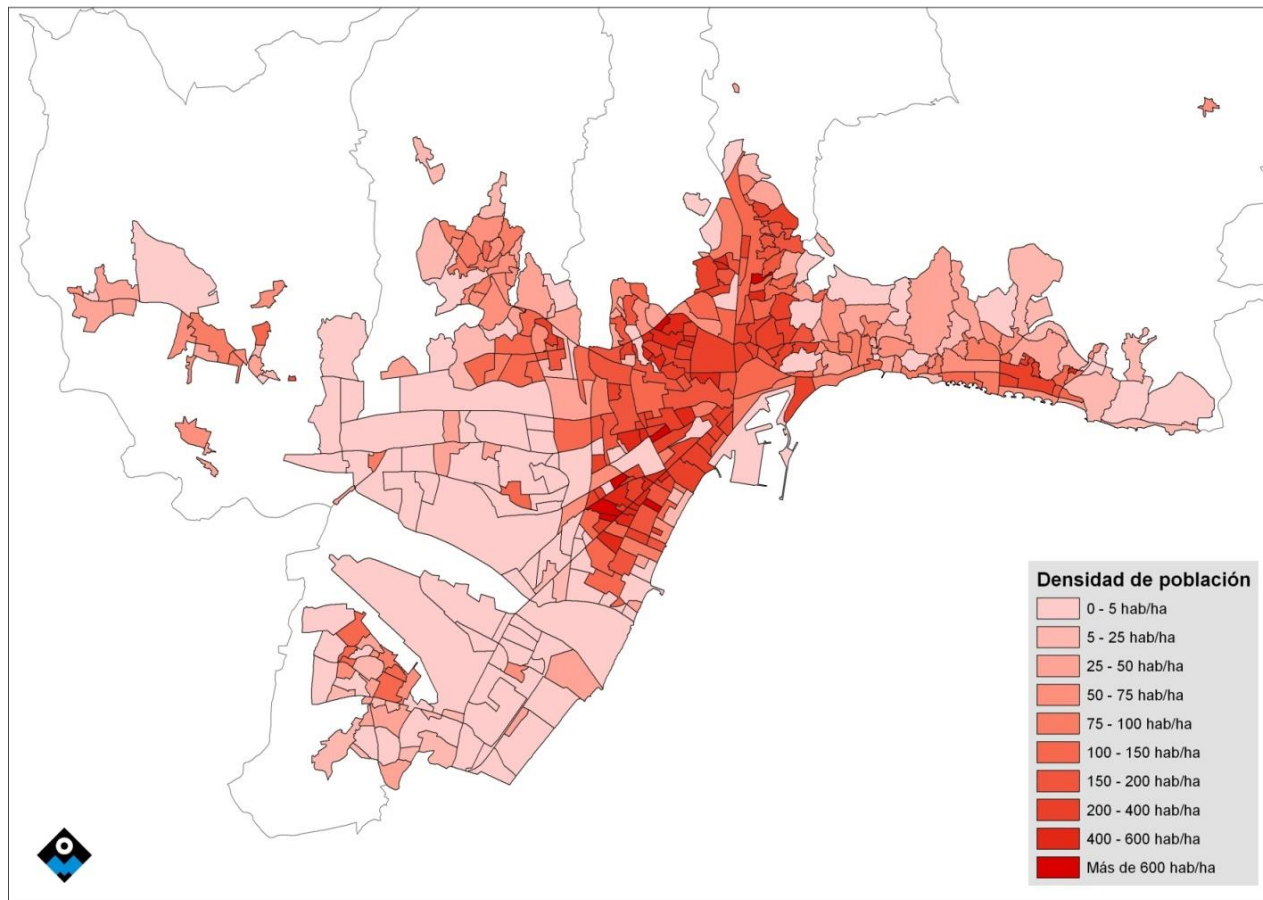 Densidad de población
0 - 5 hab/ha
5 - 25 hab/ha
25 - 50 hab/ha
50 - 75 hab/ha
75 - 100 hab/ha
100 - 150 hab/ha
150 - 200 hab/ha
200 - 400 hab/ha
400 - 600 hab/ha
Más de 600 hab/ha